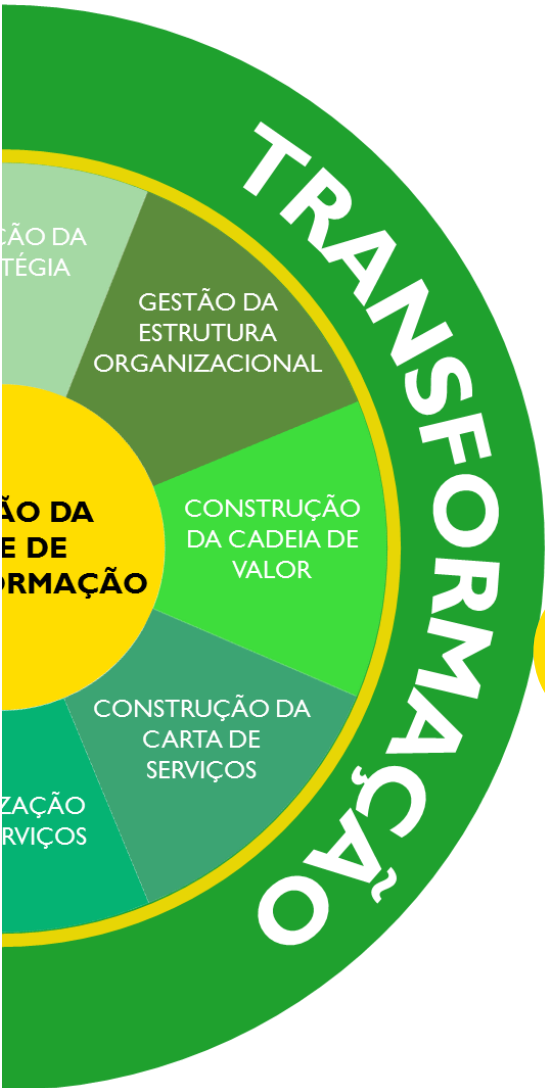 TRANSFORMAÇÃO
ÇÃO DA
TÉGIA
GESTÃO DA
ESTRUTURA
ORGANIZACIONAL
CONSTRUÇÃO
DA CADEIA DE
VALOR
ÃO DA
E DE
ORMAÇÃO
CONSTRUÇÃO DA
CARTA DE
SERVIÇOS
ZAÇÃO
RVIÇOS